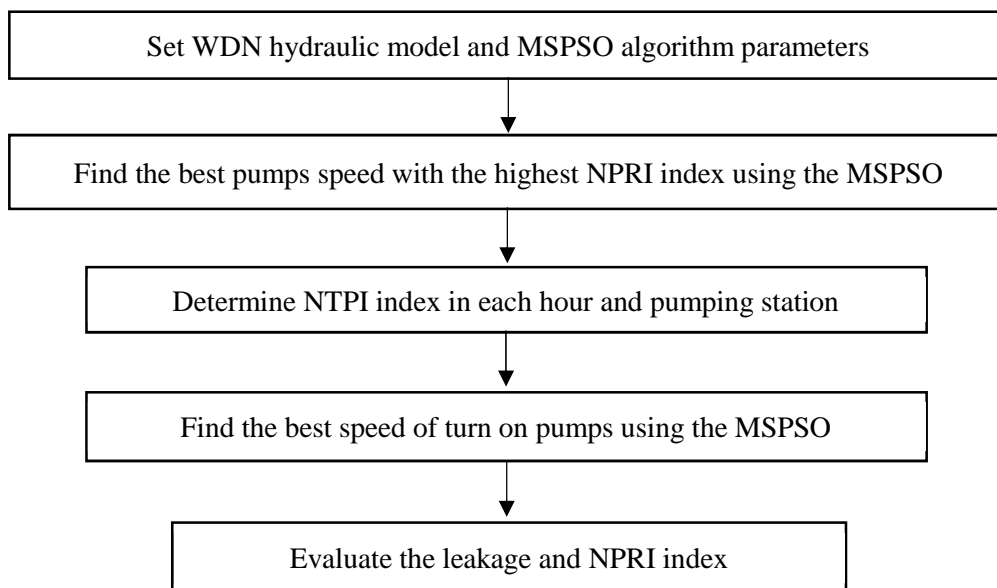 Set WDN hydraulic model and MSPSO algorithm parameters
Find the best pumps speed with the highest NPRI index using the MSPSO
Determine NTPI index in each hour and pumping station
Find the best speed of turn on pumps using the MSPSO
Evaluate the leakage and NPRI index